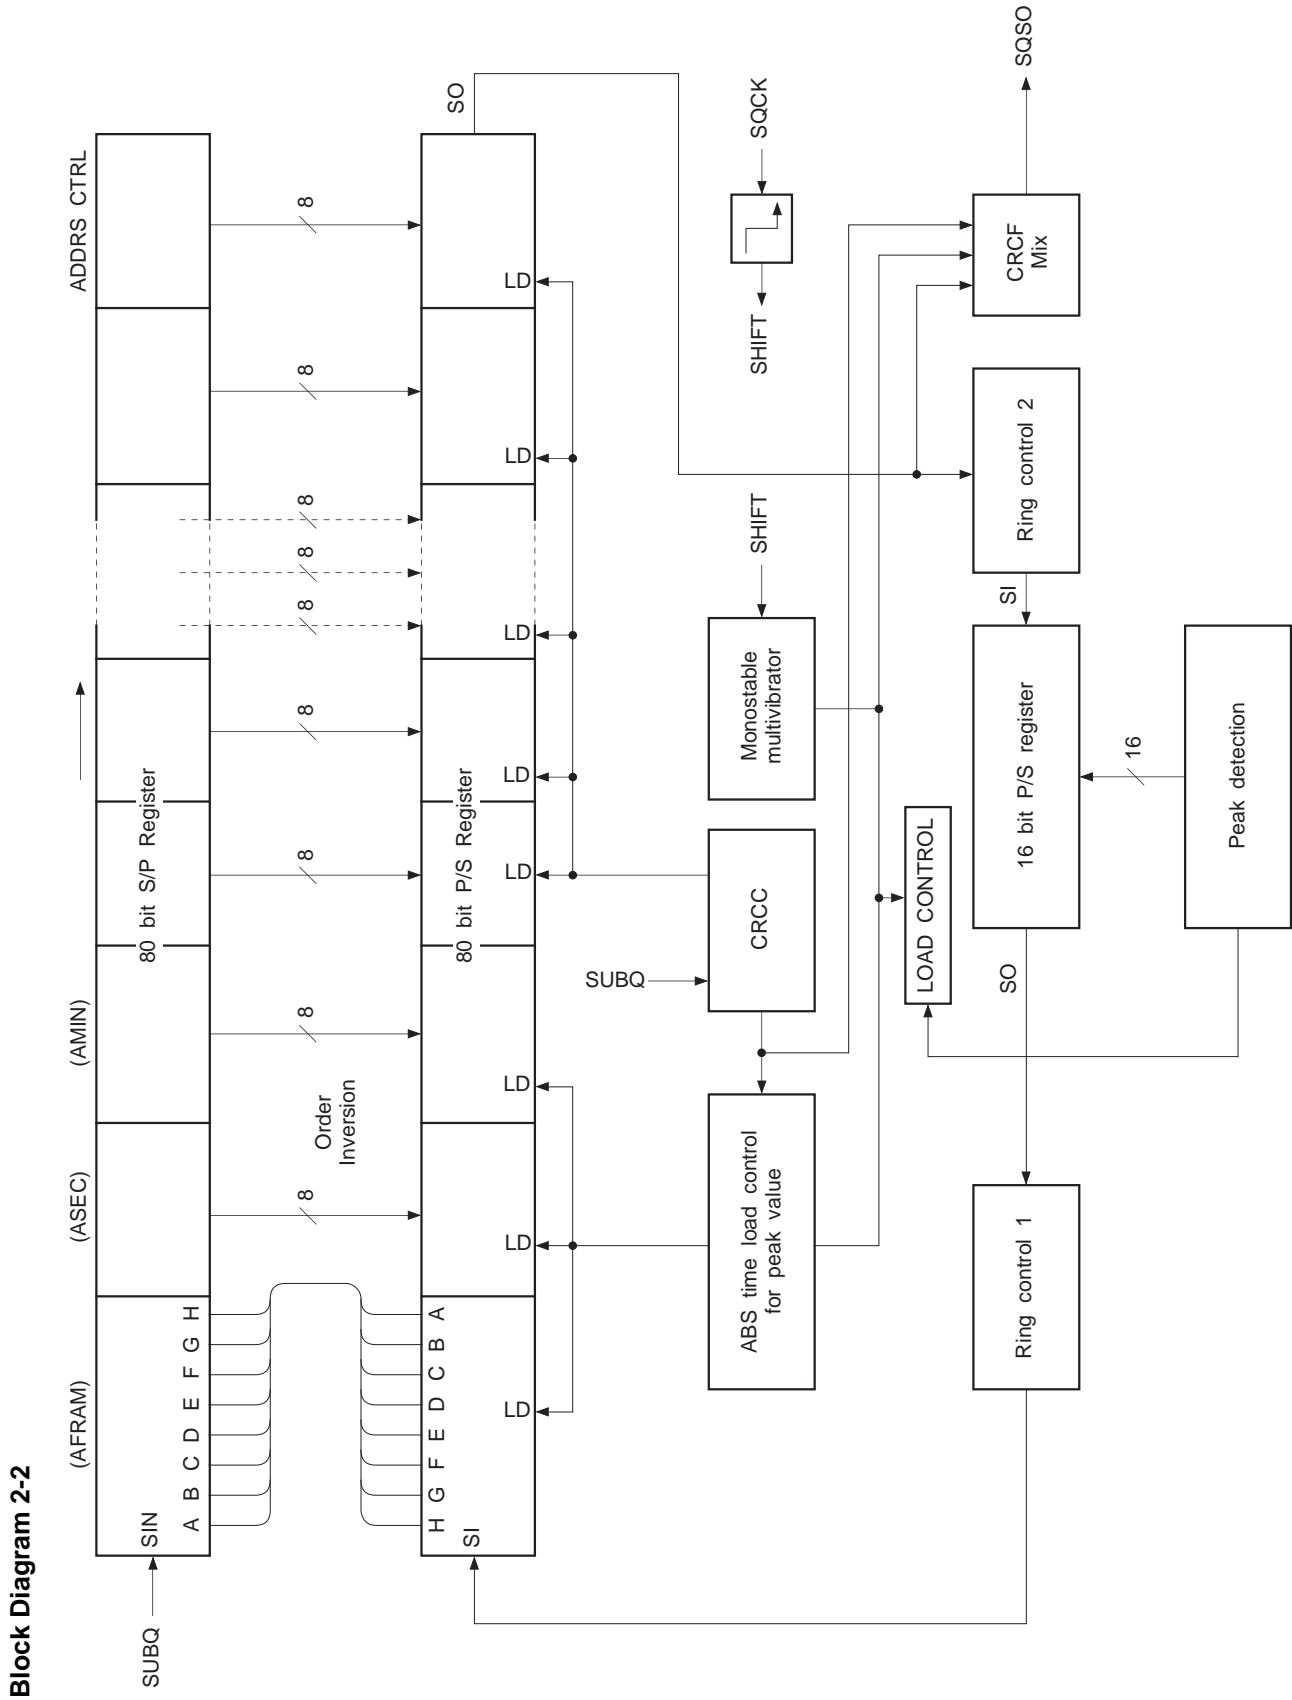 Block Diagram 2-2
(AFRAM)
(ASEC)
(AMIN)
ADDRS CTRL
SUBQ
SIN
80 bit S/P Register
A B C D E F G H
Order
Inversion
8
8
8
8
8
8
8
8
8
H G F E D C B A
SI
80 bit P/S Register
LD
LD
LD
LD
LD
LD
LD
LD
SO
SUBQ
ABS time load control
for peak value
CRCC
Monostable
multivibrator
SHIFT
SHIFT
SQCK
LOAD CONTROL
Ring control 1
SO
16 bit P/S register
SI
Ring control 2
CRCF
Mix
SQSO
16
Peak detection